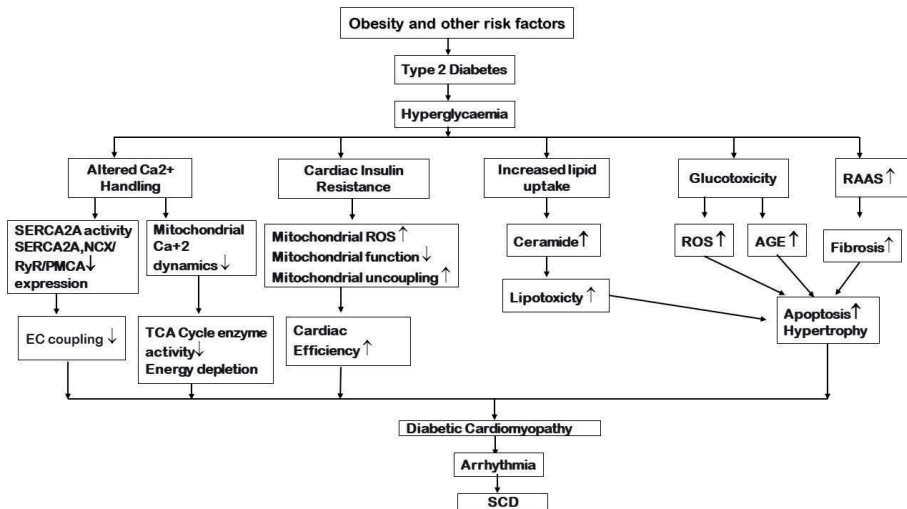 Obesity and other risk factors
Type 2 Diabetes
Hyperglycaemia
Altered Ca2+
Handling
Cardiac Insulin
Resistance
Increased lipid
uptake
Glucotoxicity
RAAS↑
SERCA2A activity
SERCA2A,NCX/
RyR/PMCA↓
expression
Mitochondrial
Ca+2
dynamics ↓
Mitochondrial ROS↑
Mitochondrial function↓
Mitochondrial uncoupling↑
Ceramide↑
ROS↑
AGE↑
Fibrosis↑
Lipotoxicty ↑
Apoptosis↑
Hypertrophy
EC coupling ↓
TCA Cycle enzyme
activity↓
Energy depletion
Cardiac
Efficiency ↑
Diabetic Cardiomyopathy
Arrhythmia
SCD